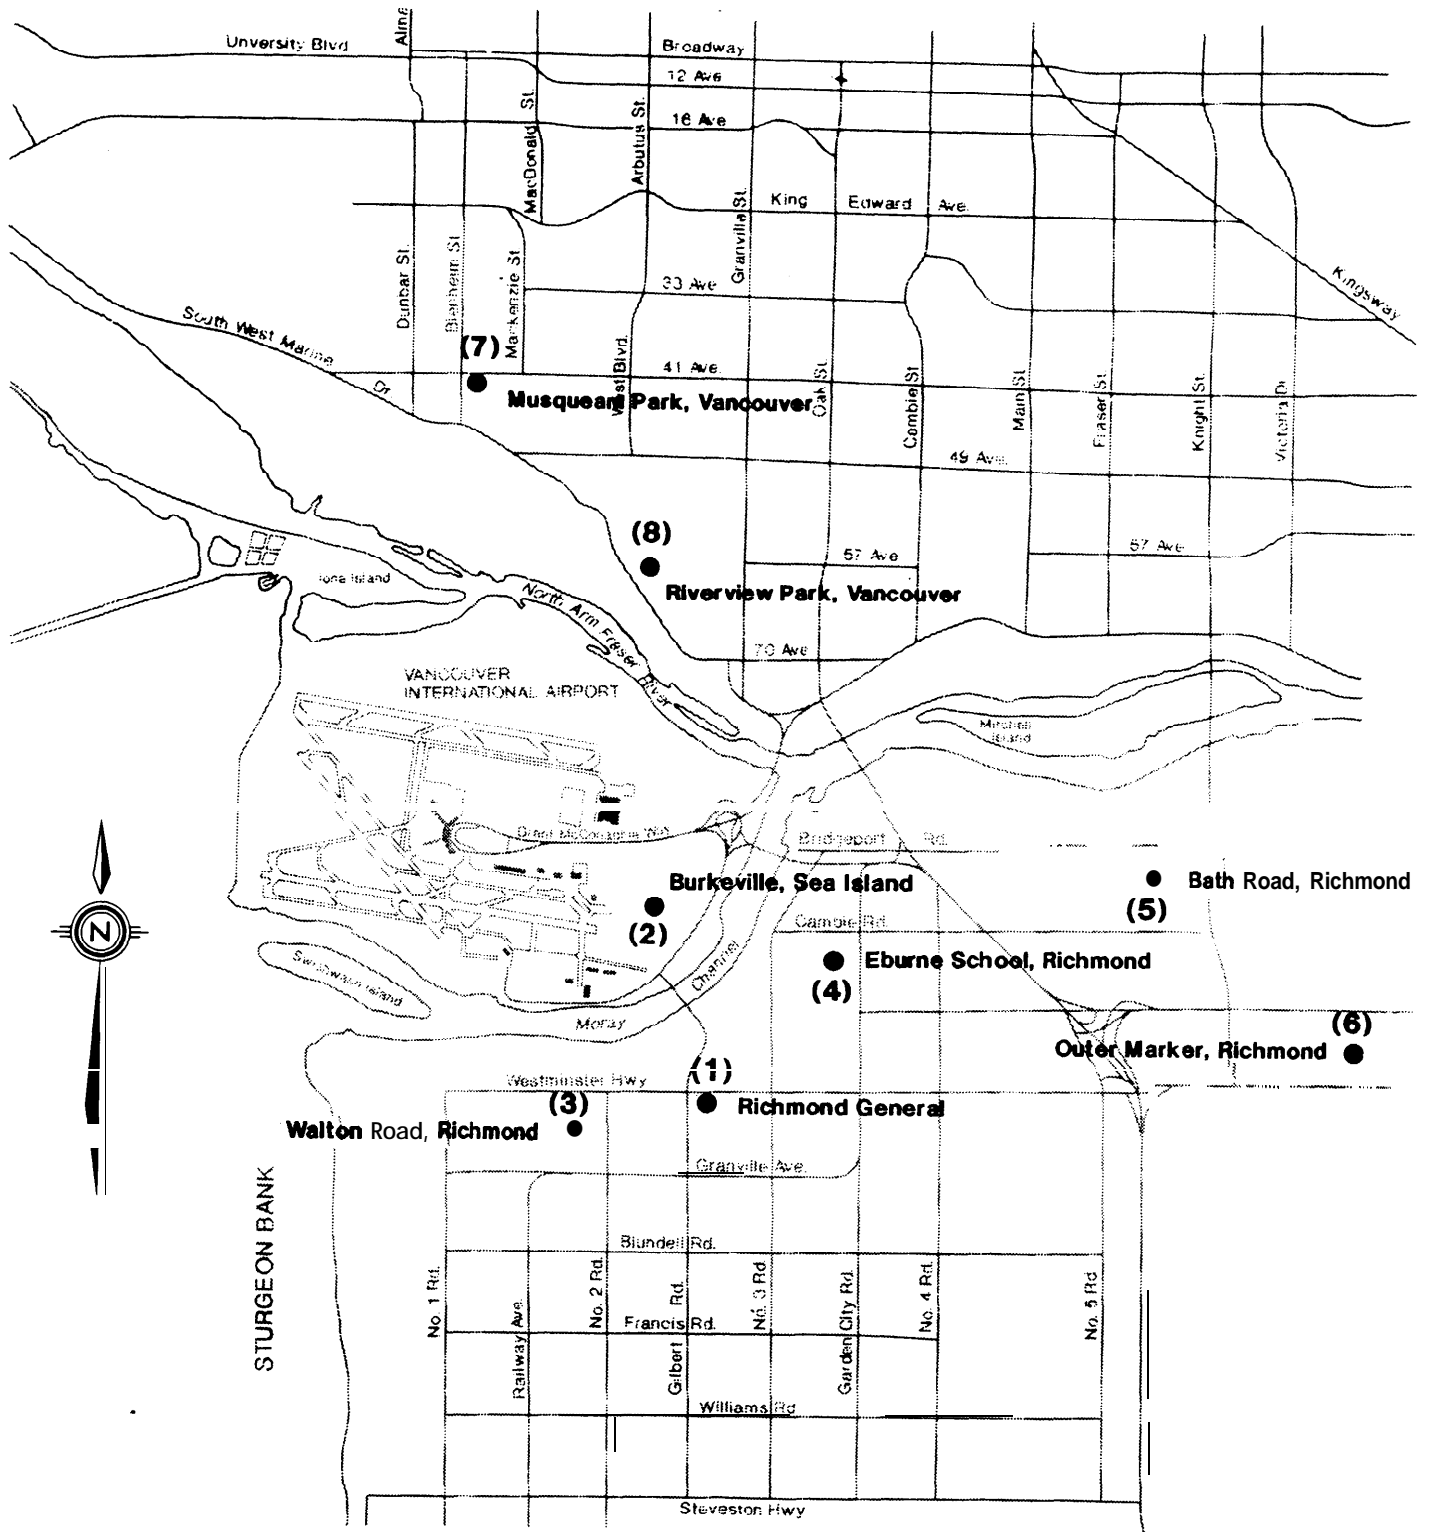 Unversity Blvd
Alma
Broadway
12 Ave
16 Ave
MacDonald St.
Arbutus St.
Granville St.
King Edward Ave.
Dunbar St.
Blenheim St
Mackenzie St
33 Ave
Kingsway
South West Marine Dr
(7)
41 Ave.
West Blvd.
Oak St.
Cambie St
Main St.
Fraser St.
Knight St.
Victoria Dr
Musqueam Park, Vancouver
49 Ave.
(8)
57 Ave
57 Ave
Iona Island
Riverview Park, Vancouver
North Arm Fraser River
70 Ave
VANCOUVER
INTERNATIONAL AIRPORT
Mitchell
Island
Grant McConachie Way
Bridgeport Rd.
Burkeville, Sea Island
Bath Road, Richmond
(2)
(5)
Cambie Rd.
N
Swishwash Island
Channel
Eburne School, Richmond
(4)
Moray
(6)
Outer Marker, Richmond
(1)
Westminster Hwy
(3)
Richmond General
Walton Road, Richmond
Granville Ave.
STURGEON BANK
Blundell Rd.
No. 1 Rd.
Railway Ave.
No. 2 Rd.
Gilbert Rd.
No. 3 Rd.
Garden City Rd.
No. 4 Rd.
No. 5 Rd
Francis Rd.
Williams Rd
Steveston Hwy